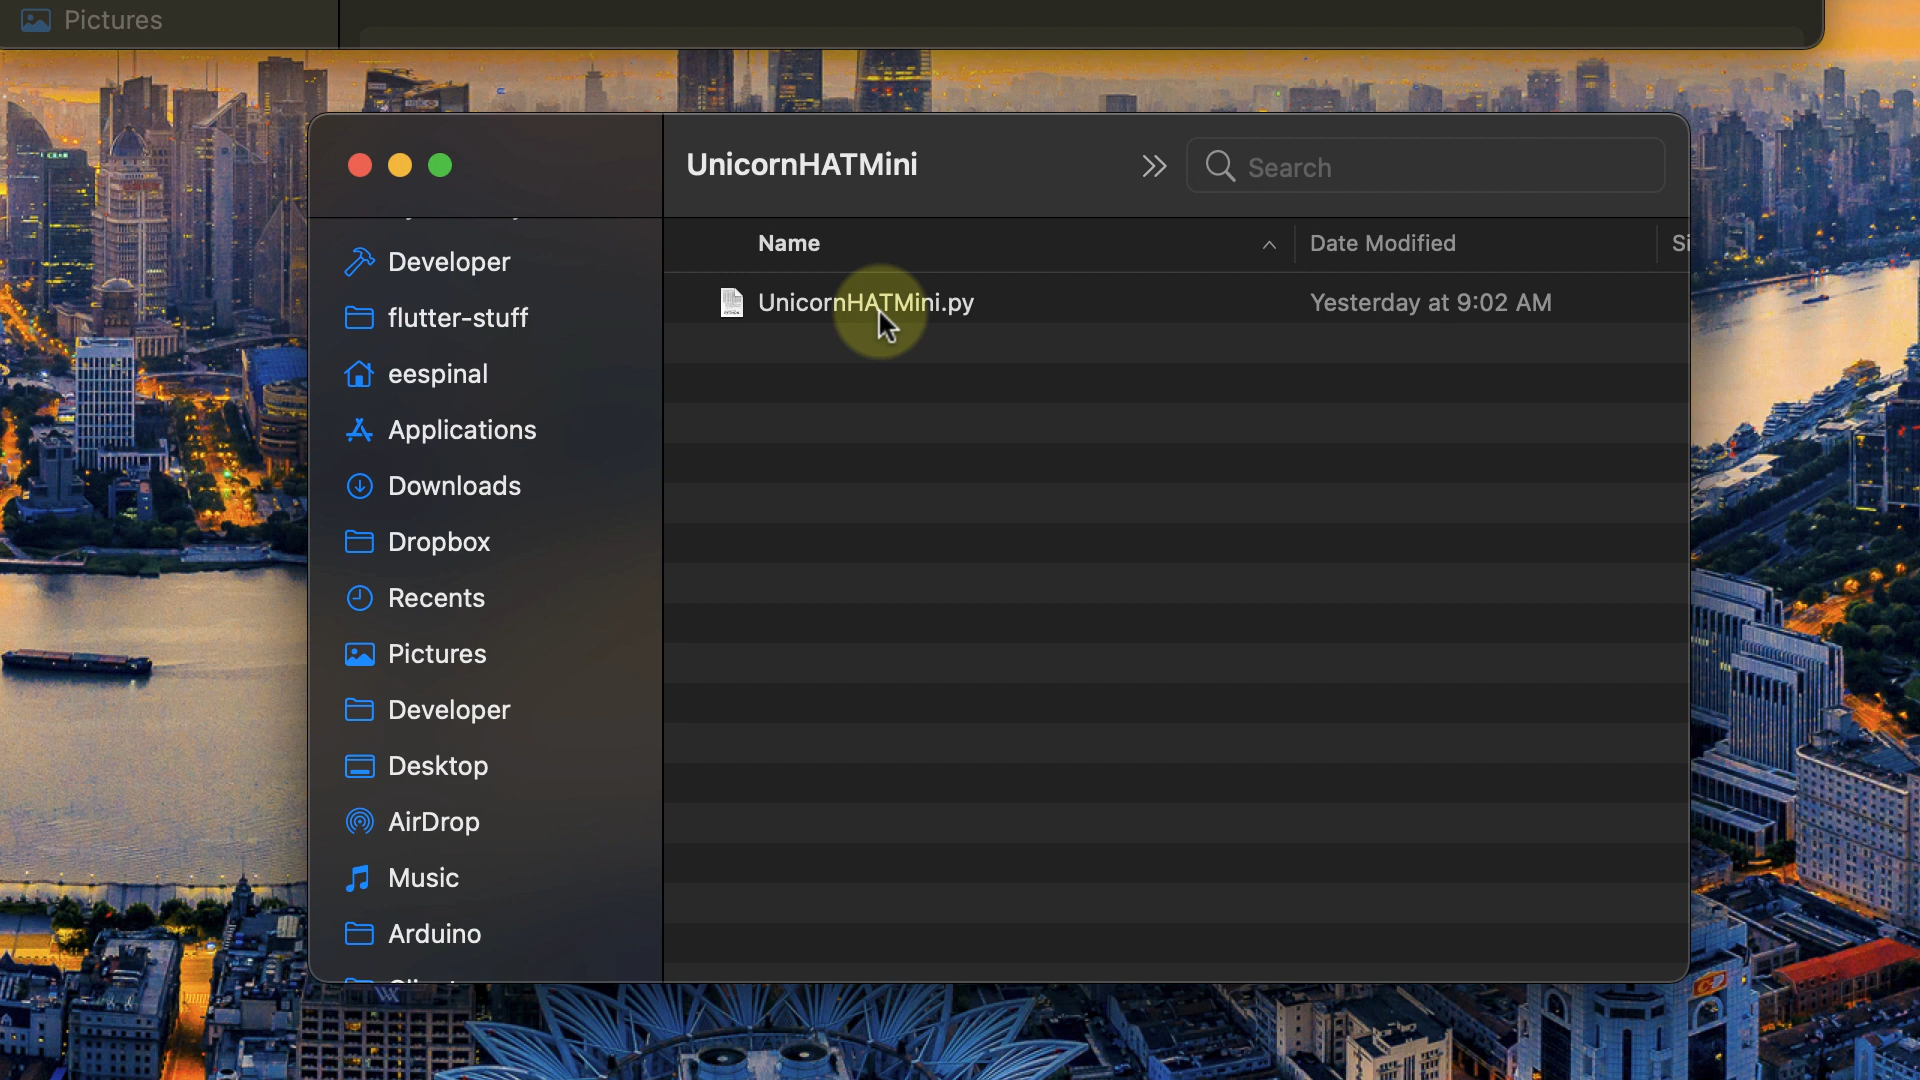 Pictures
UnicornHATMini
Search
Name
Date Modified
Si
UnicornHATMini.py
Yesterday at 9:02 AM
Developer
flutter-stuff
eespinal
Applications
Downloads
Dropbox
Recents
Pictures
Developer
Desktop
AirDrop
Music
Arduino